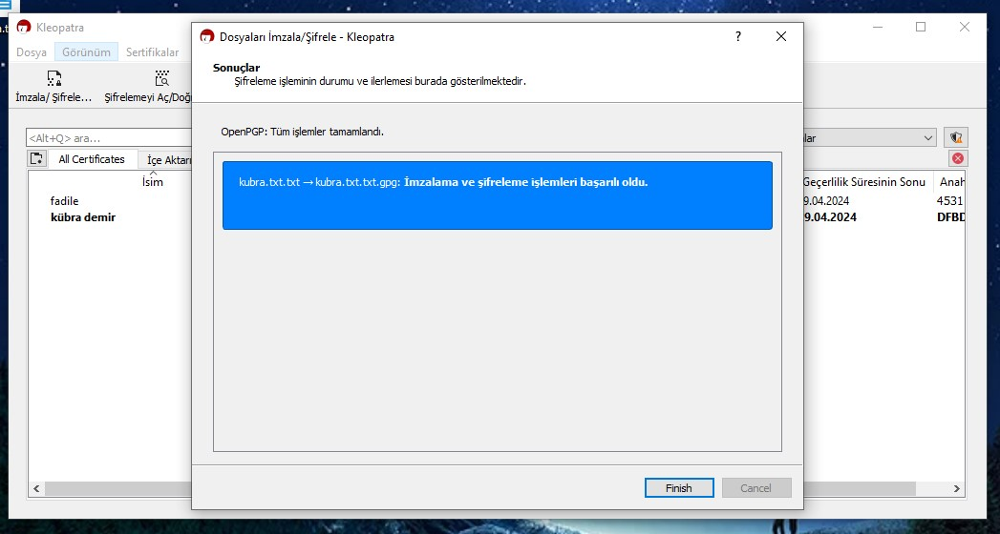 Kleopatra
Dosya Görünüm Sertifikalar
İmzala/ Şifrele... Şifrelemeyi Aç/Doğ
<Alt+Q> ara...
All Certificates İçe Aktarı
İsim
fadile
kübra demir
Dosyaları İmzala/Şifrele - Kleopatra
?
Sonuçlar
Şifreleme işleminin durumu ve ilerlemesi burada gösterilmektedir.
OpenPGP: Tüm işlemler tamamlandı.
kubra.txt.txt → kubra.txt.txt.gpg: İmzalama ve şifreleme işlemleri başarılı oldu.
Finish Cancel
lar
Geçerlilik Süresinin Sonu Anah
9.04.2024 4531
9.04.2024 DFBD